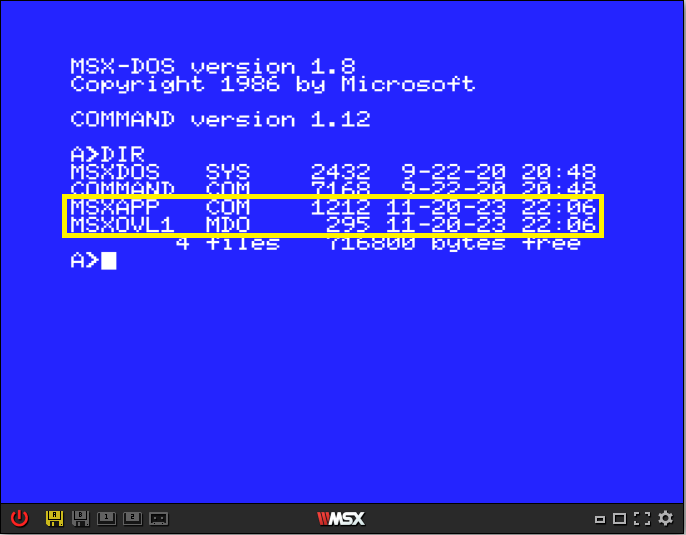 MSX-DOS version 1.8
Copyright 1986 by Microsoft
COMMAND version 1.12
A>DIR
MSXDOS   SYS    2432  9-22-20 20:48
COMMAND  COM    7168  9-22-20 20:48
MSXAPP   COM    1212 11-20-23 22:06
MSXOVL1  MDO     295 11-20-23 22:06
4 files   716800 bytes free
A>
A B 1 2
MSX